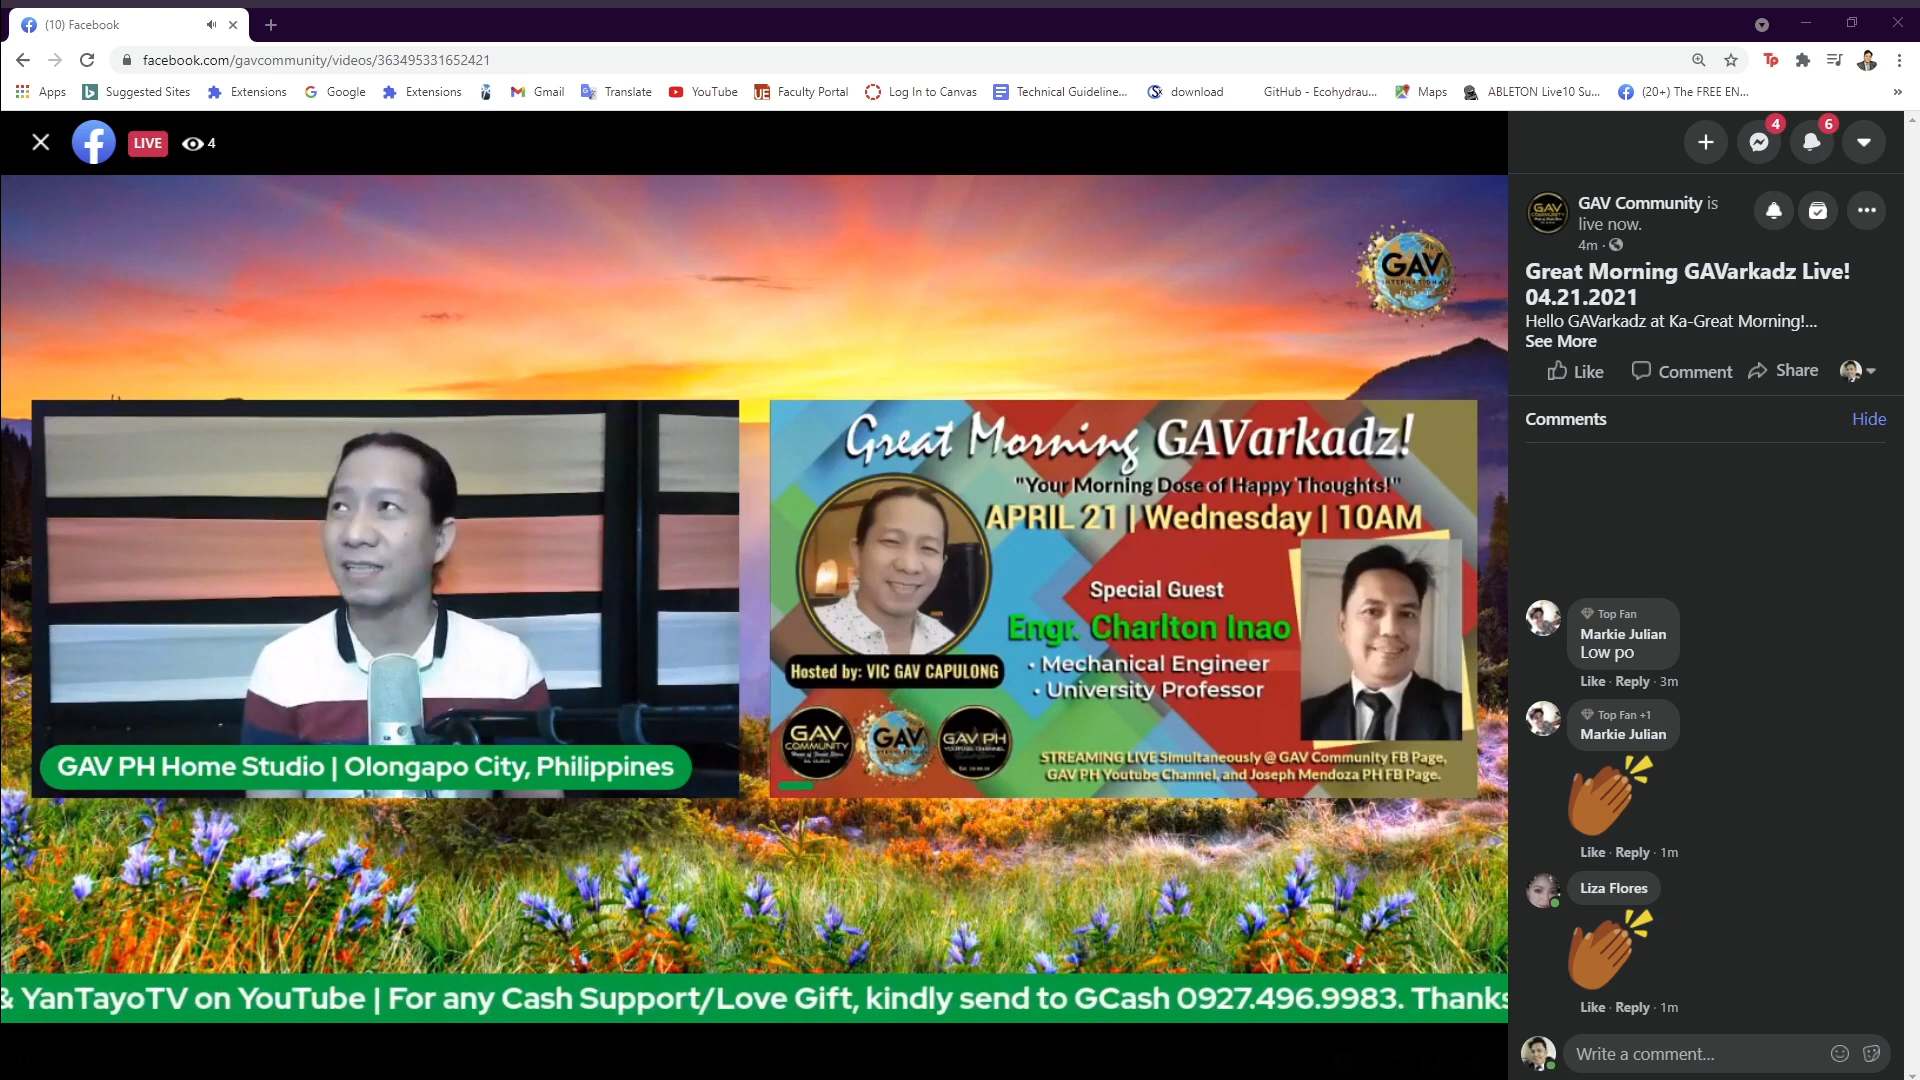 (10) Facebook
facebook.com/gavcommunity/videos/363495331652421
Apps
Suggested Sites
Extensions
Google
Extensions
Gmail
Translate
YouTube
UE
Faculty Portal
Log In to Canvas
Technical Guideline...
download
GitHub - Ecohydrau...
Maps
ABLETON Live10 Su...
(20+) The FREE EN...
»
LIVE
4
4
6
GAV
INTERNATIONAL
GAV Community is
live now.
4m ·
Great Morning GAVarkadz Live!
04.21.2021
Hello GAVarkadz at Ka-Great Morning!...
See More
Like
Comment
Share
Comments
Hide
Great Morning GAVarkadz!
"Your Morning Dose of Happy Thoughts!"
APRIL 21 | Wednesday | 10AM
Special Guest
Engr. Charlton Inao
• Mechanical Engineer
• University Professor
Hosted by: VIC GAV CAPULONG
GAV
COMMUNITY
GAV
GAV PH
YOUTUBE CHANNEL
STREAMING LIVE Simultaneously @ GAV Community FB Page,
GAV PH Youtube Channel, and Joseph Mendoza PH FB Page.
GAV PH Home Studio | Olongapo City, Philippines
& YanTayoTV on YouTube | For any Cash Support/Love Gift, kindly send to GCash 0927.496.9983. Thanks
Top Fan
Markie Julian
Low po
Like · Reply · 3m
Top Fan +1
Markie Julian
Like · Reply · 1m
Liza Flores
Like · Reply · 1m
Write a comment...